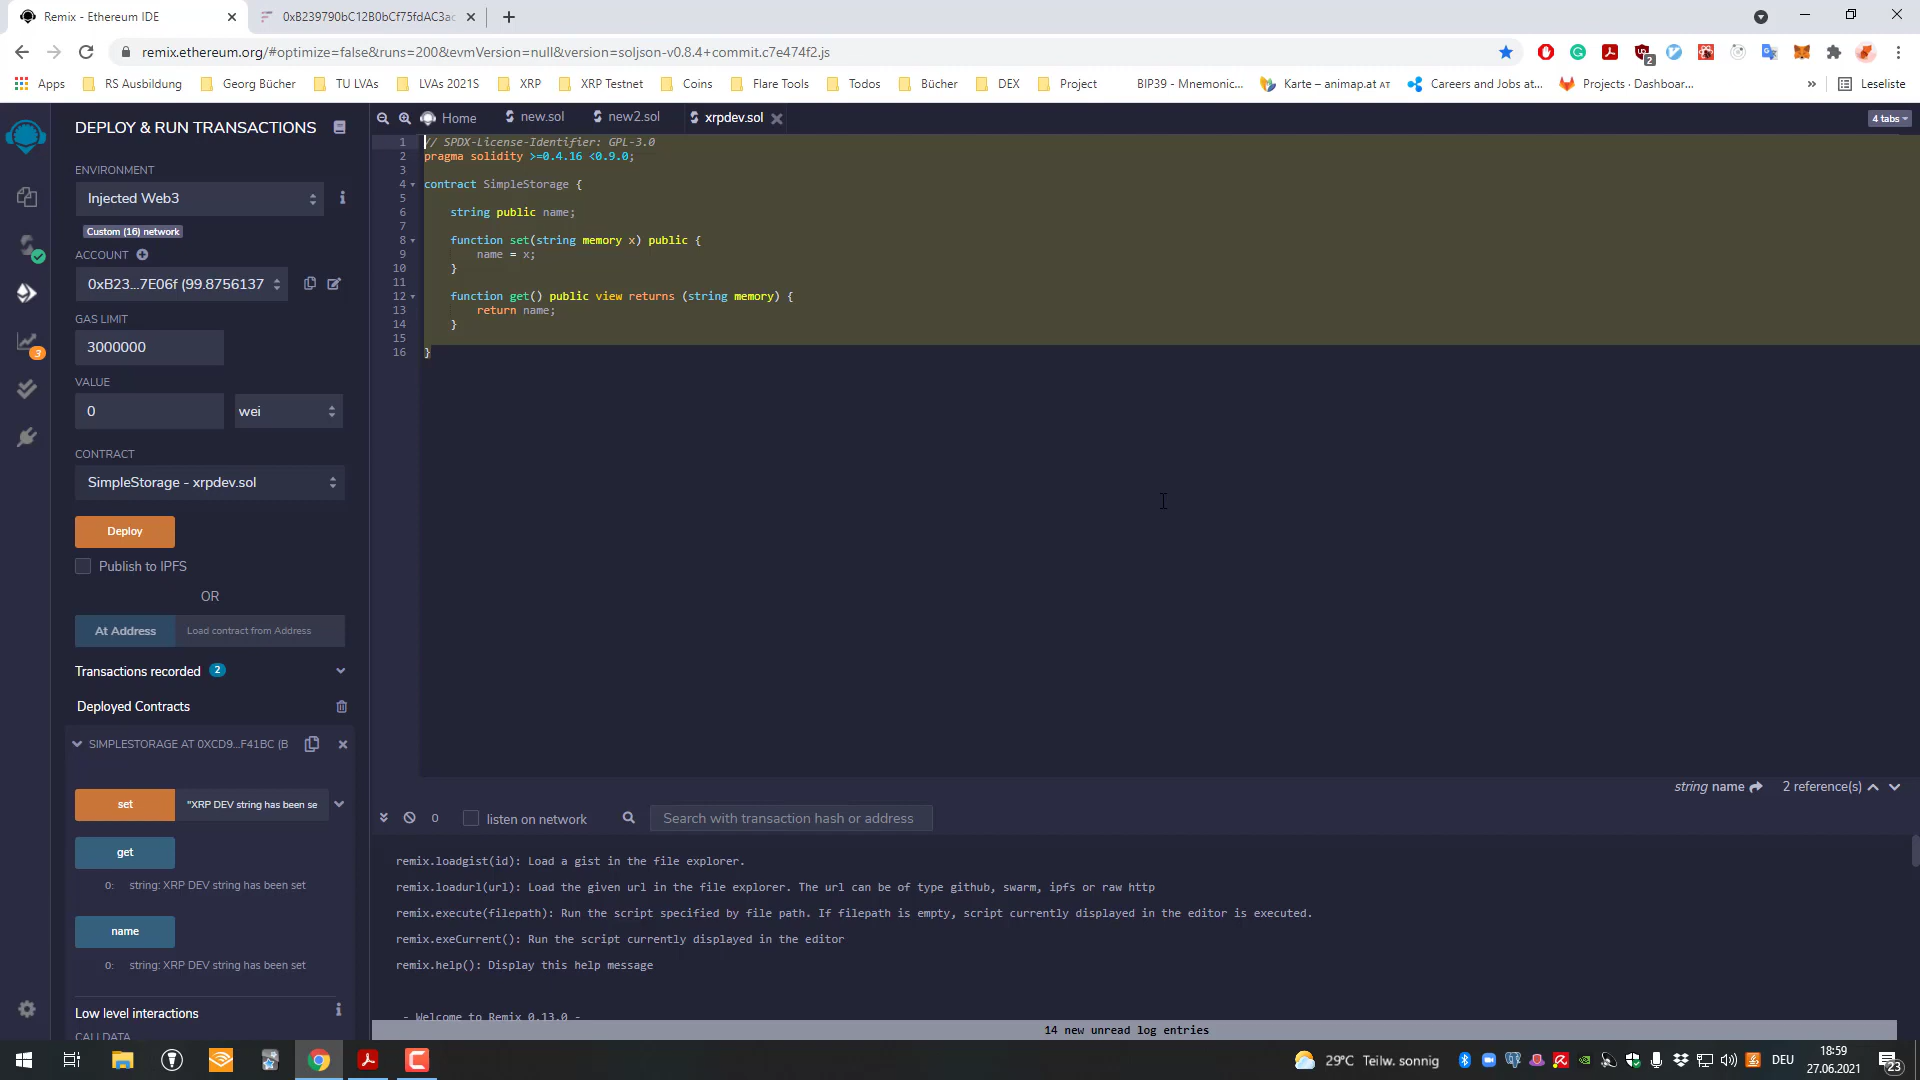 Remix - Ethereum IDE
0xB239790bC12B0bCf75fdAC3ac
remix.ethereum.org/#optimize=false&runs=200&evmVersion=null&version=soljson-v0.8.4+commit.c7e474f2.js
2
Apps
RS Ausbildung
Georg Bücher
TU LVAs
LVAs 2021S
XRP
XRP Testnet
Coins
Flare Tools
Todos
Bücher
DEX
Project
BIP39 - Mnemonic...
Karte – animap.at AT
Careers and Jobs at...
Projects · Dashboar...
»
Leseliste
DEPLOY & RUN TRANSACTIONS
Home
new.sol
new2.sol
xrpdev.sol
4 tabs
ENVIRONMENT
Injected Web3
Custom (16) network
ACCOUNT
0xB23...7E06f (99.8756137
GAS LIMIT
3000000
3
VALUE
0
wei
CONTRACT
SimpleStorage - xrpdev.sol
Deploy
Publish to IPFS
OR
At Address
Load contract from Address
Transactions recorded 2
Deployed Contracts
SIMPLESTORAGE AT 0XCD9...F41BC (B
set
"XRP DEV string has been se
get
0: string: XRP DEV string has been set
name
0: string: XRP DEV string has been set
Low level interactions
CALLDATA
1 // SPDX-License-Identifier: GPL-3.0
2 pragma solidity >=0.4.16 <0.9.0;
3
4 contract SimpleStorage {
5
6 string public name;
7
8 function set(string memory x) public {
9 name = x;
10 }
11
12 function get() public view returns (string memory) {
13 return name;
14 }
15
16 }
string name
2 reference(s)
0
listen on network
Search with transaction hash or address
remix.loadgist(id): Load a gist in the file explorer.
remix.loadurl(url): Load the given url in the file explorer. The url can be of type github, swarm, ipfs or raw http
remix.execute(filepath): Run the script specified by file path. If filepath is empty, script currently displayed in the editor is executed.
remix.exeCurrent(): Run the script currently displayed in the editor
remix.help(): Display this help message
- Welcome to Remix 0.13.0 -
14 new unread log entries
29°C Teilw. sonnig
DEU
18:59
27.06.2021
23